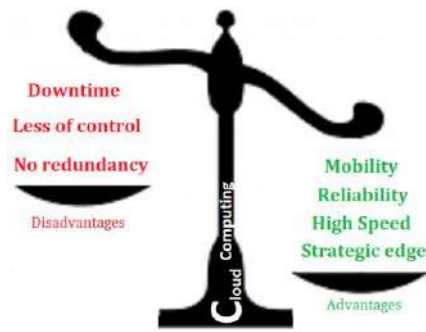 Downtime
Less of control
No redundancy
Disadvantages
Cloud Computing
Mobility
Reliability
High Speed
Strategic edge
Advantages